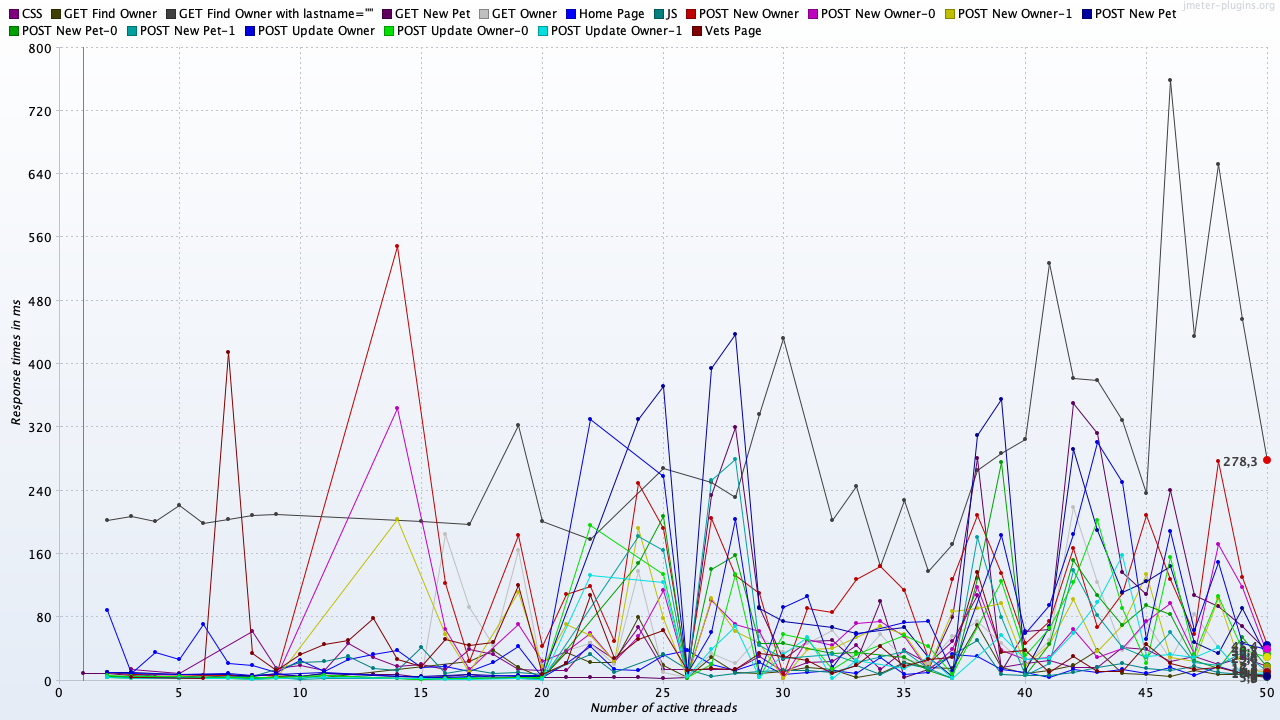 jmeter-plugins.org
CSS GET Find Owner GET Find Owner with lastname="" GET New Pet GET Owner Home Page JS POST New Owner POST New Owner-0 POST New Owner-1 POST New Pet
POST New Pet-0 POST New Pet-1 POST Update Owner POST Update Owner-0 POST Update Owner-1 Vets Page
800
720
640
560
480
400
320
240
160
80
0
Response times in ms
278,3
0 5 10 15 20 25 30 35 40 45 50
Number of active threads